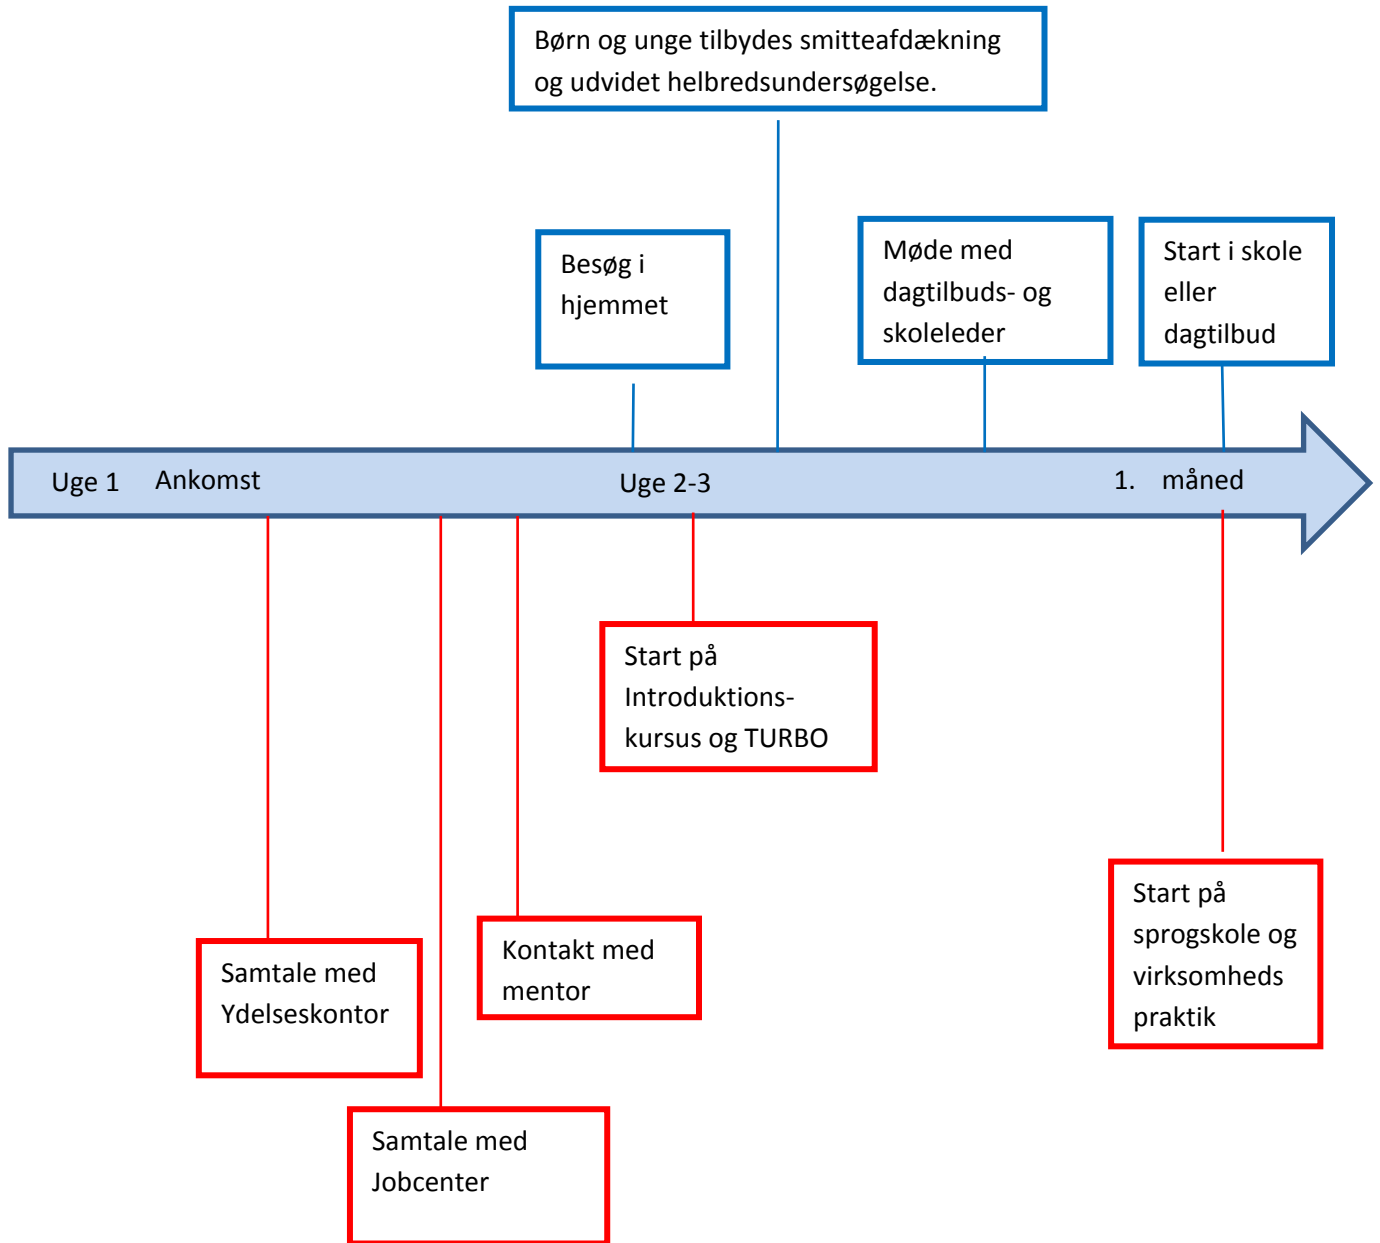 Børn og unge tilbydes smitteafdækning
og udvidet helbredsundersøgelse.
Besøg i
hjemmet
Møde med
dagtilbuds- og
skoleleder
Start i skole
eller
dagtilbud
Uge 1 Ankomst
Uge 2-3
1. måned
Start på
Introduktions-
kursus og TURBO
Kontakt med
mentor
Samtale med
Ydelseskontor
Samtale med
Jobcenter
Start på
sprogskole og
virksomheds
praktik